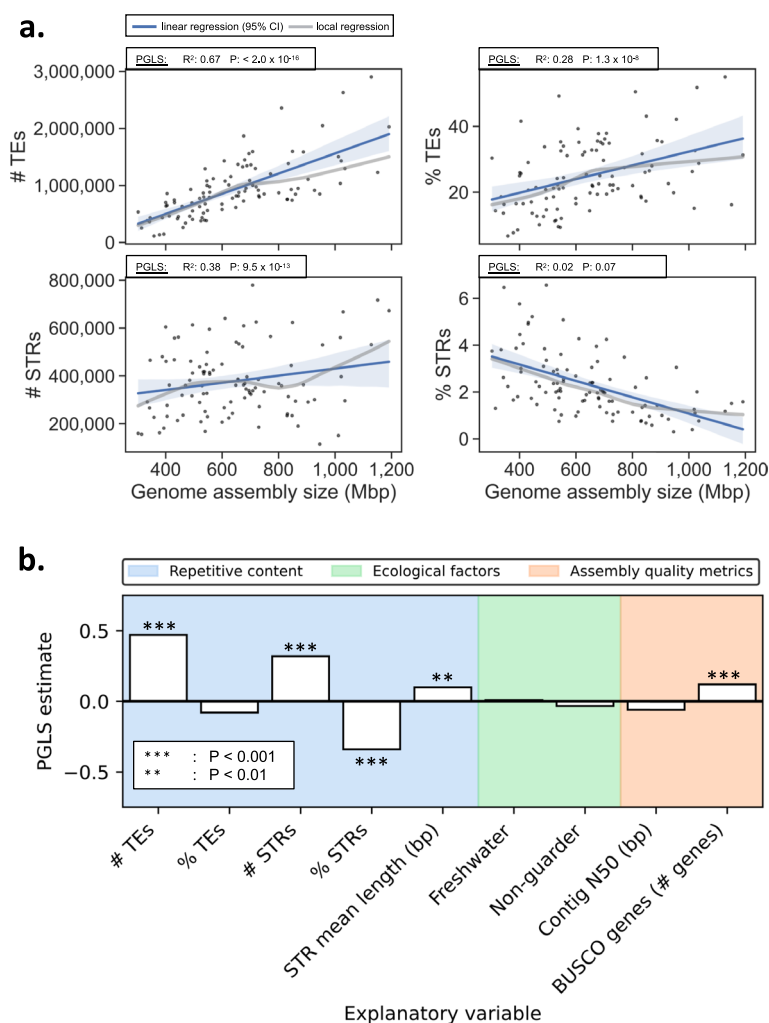 a.
linear regression (95% CI) local regression
PGLS: R²: 0.67 P: < 2.0 x 10⁻¹⁶
PGLS: R²: 0.28 P: 1.3 x 10⁻⁸
3,000,000
2,000,000
1,000,000
0
# TEs
40
20
% TEs
PGLS: R²: 0.38 P: 9.5 x 10⁻¹³
PGLS: R²: 0.02 P: 0.07
800,000
600,000
400,000
200,000
# STRs
6
4
2
0
% STRs
400 600 800 1,000 1,200
400 600 800 1,000 1,200
Genome assembly size (Mbp)
Genome assembly size (Mbp)
b.
Repetitive content Ecological factors Assembly quality metrics
0.5
0.0
−0.5
PGLS estimate
***
***
***
**
***
*** : P < 0.001
** : P < 0.01
# TEs
% TEs
# STRs
% STRs
STR mean length (bp)
Freshwater
Non-guarder
Contig N50 (bp)
BUSCO genes (# genes)
Explanatory variable